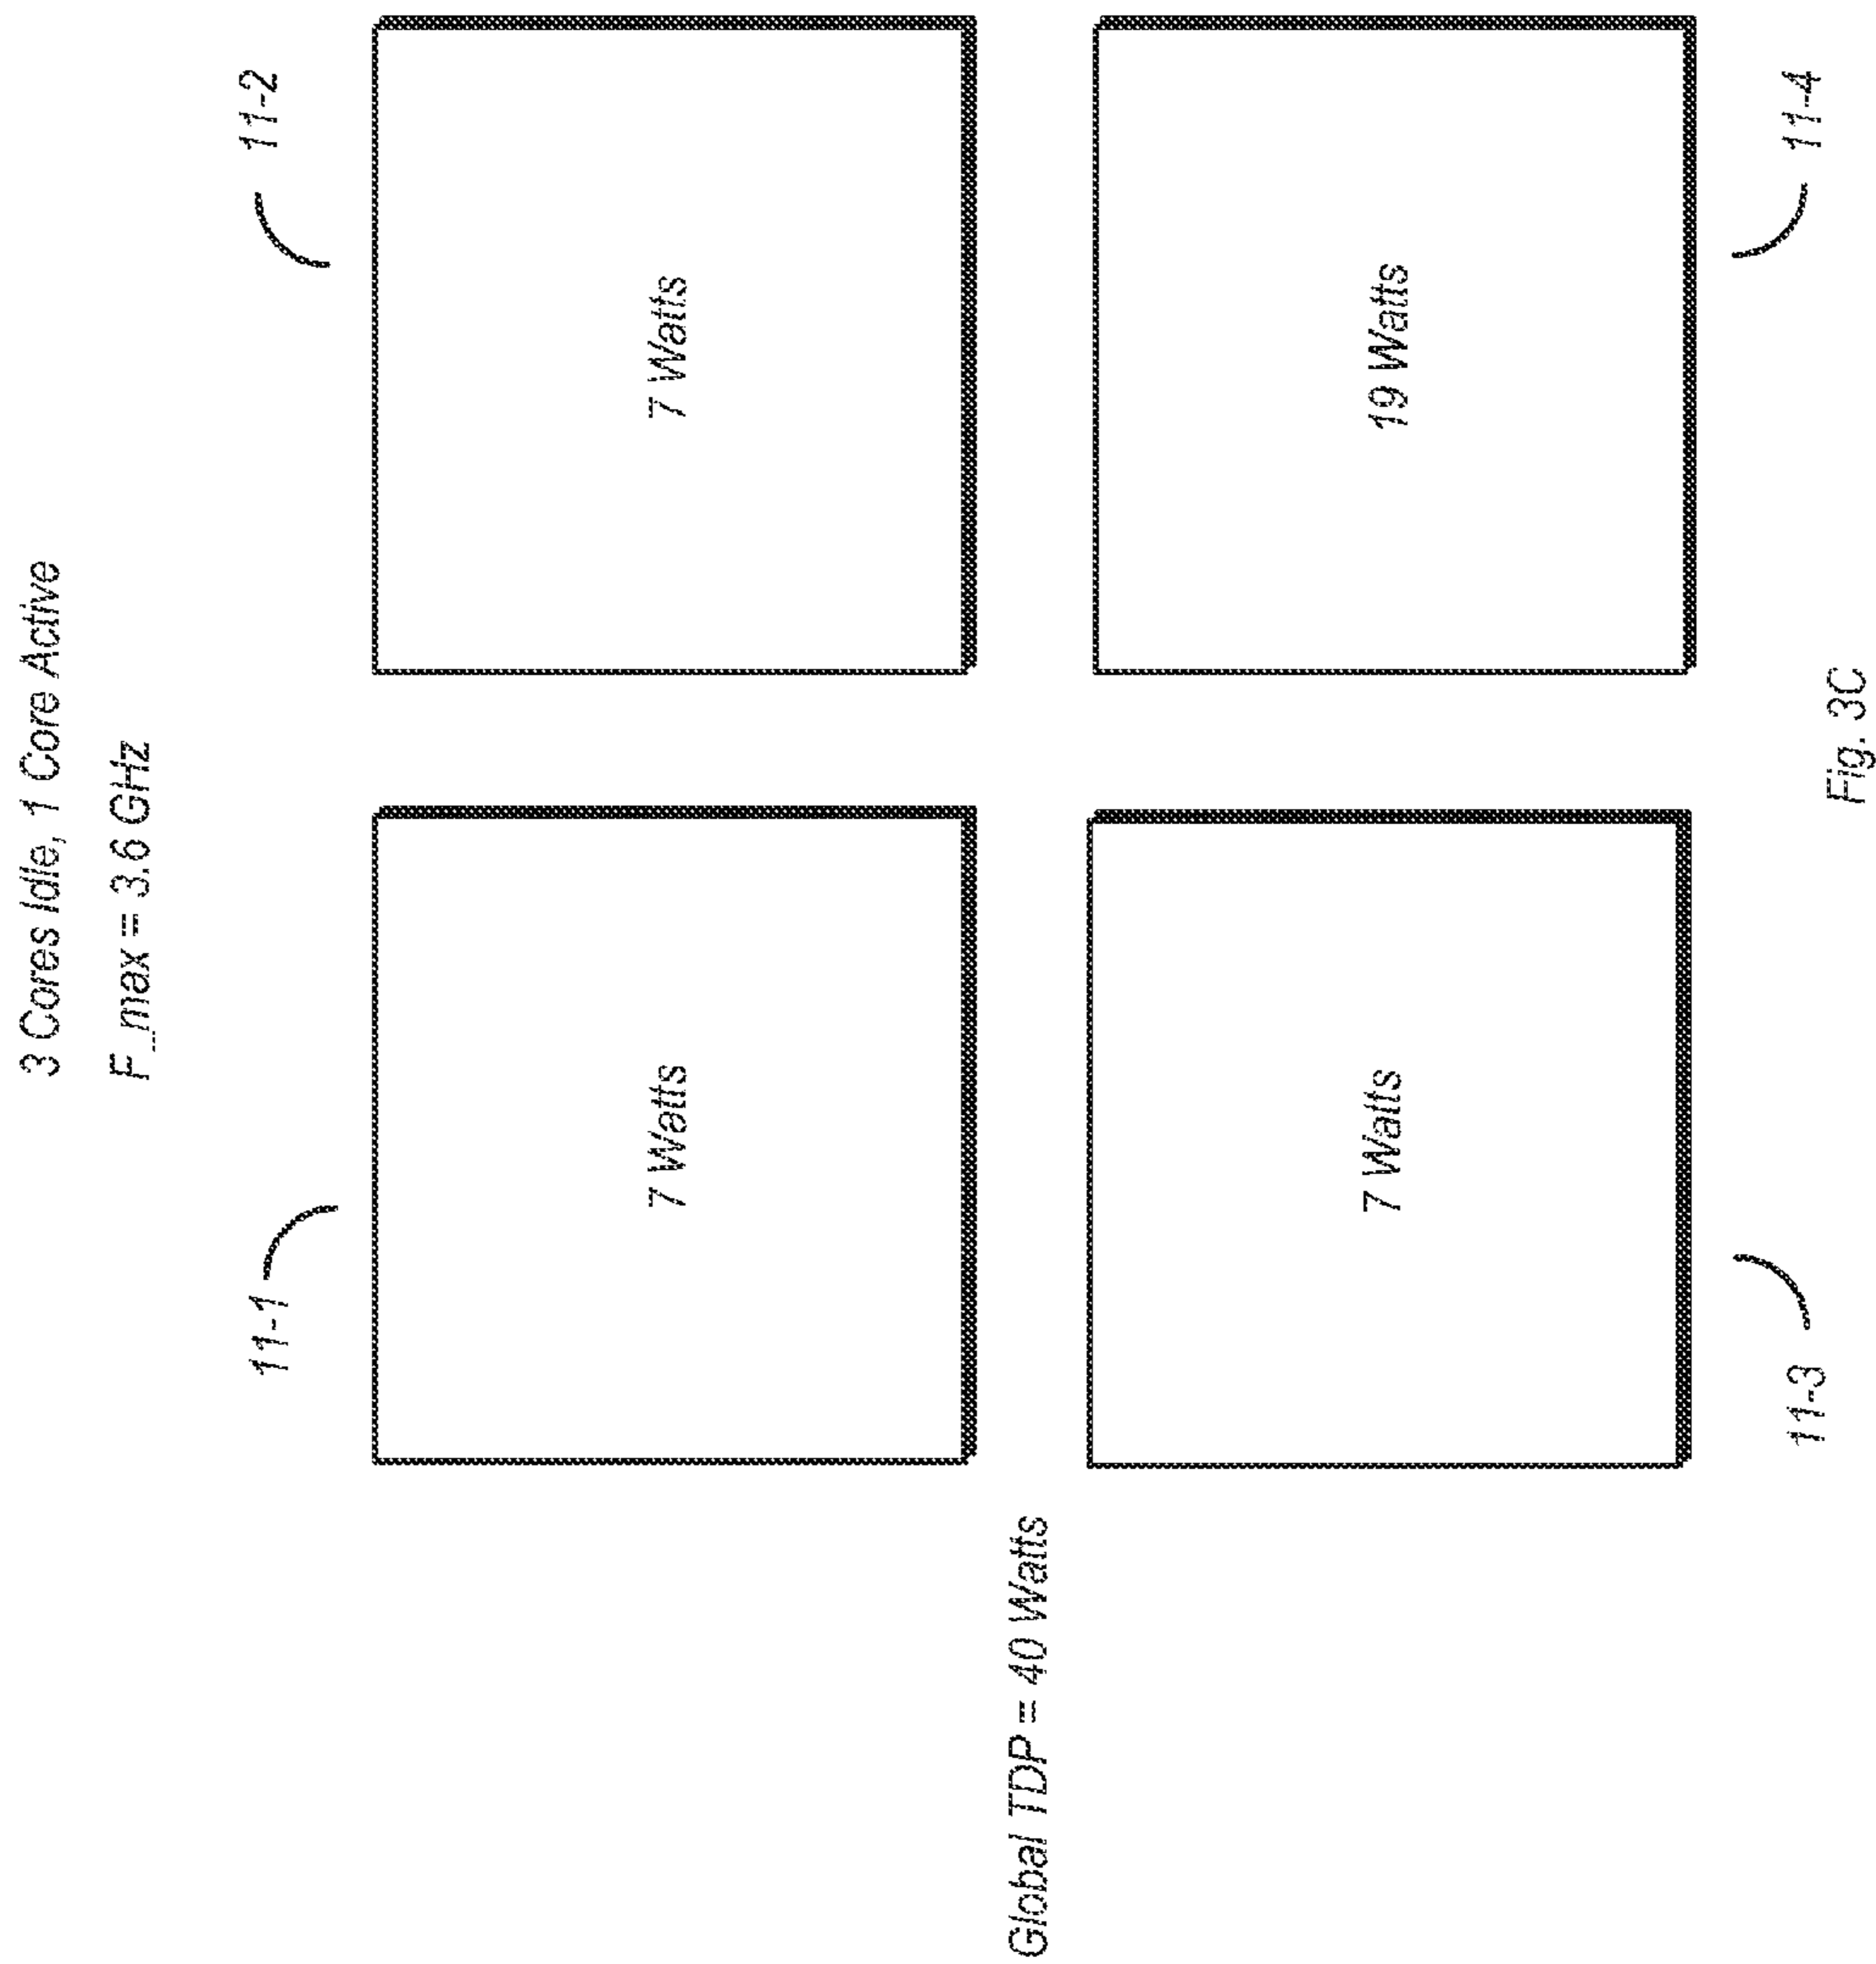 3 Cores Idle, 1 Core Active
F_max = 3.6 GHz
11-1
11-2
7 Watts
7 Watts
Global TDP = 40 Watts
7 Watts
19 Watts
11-3
11-4
Fig. 3C